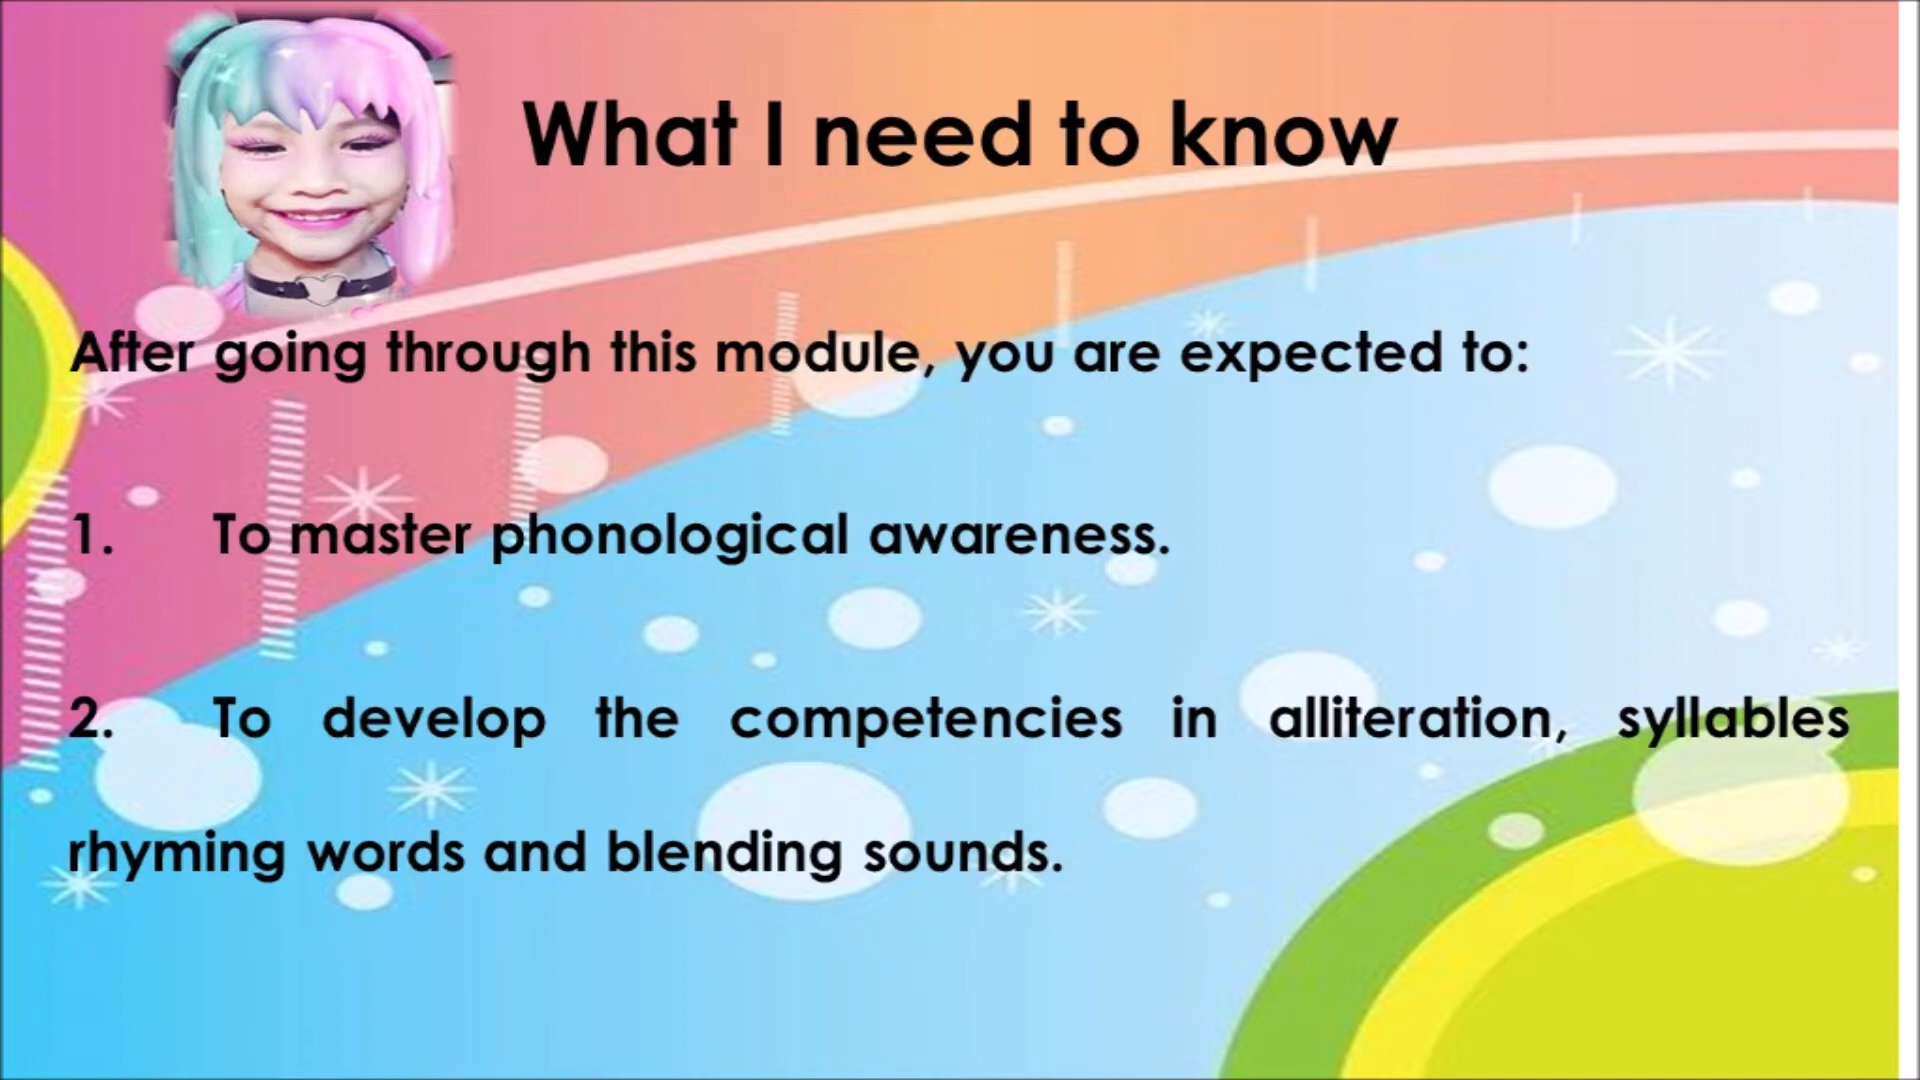 What I need to know
After going through this module, you are expected to:
1. To master phonological awareness.
2. To develop the competencies in alliteration, syllables
rhyming words and blending sounds.